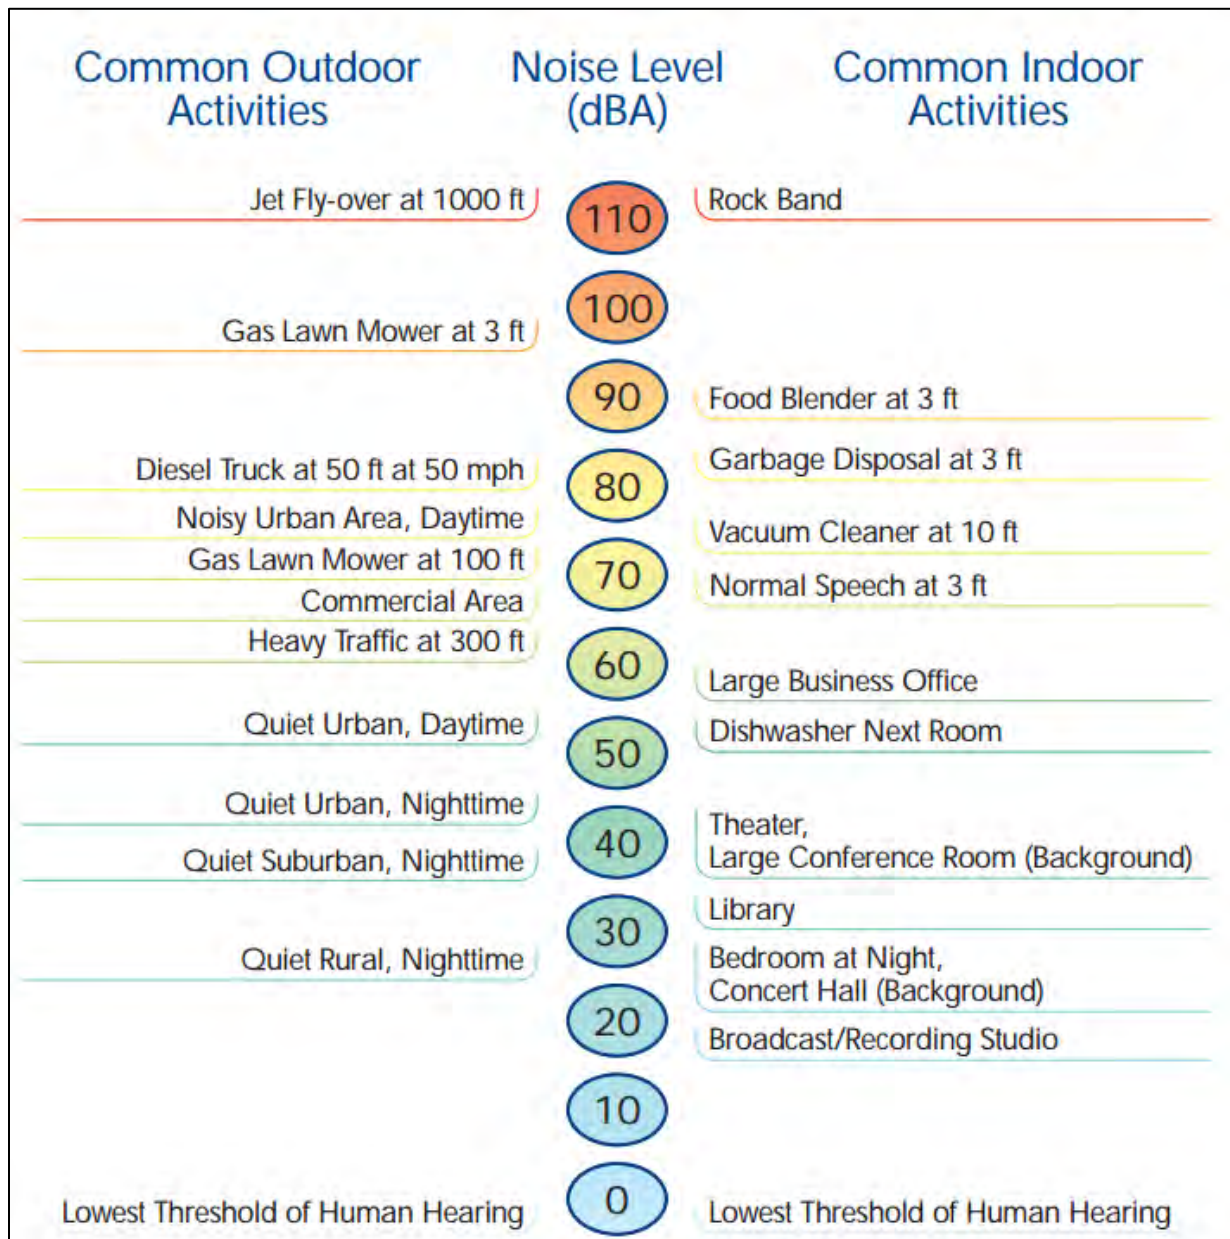 Common Outdoor
Activities
Noise Level
(dBA)
Common Indoor
Activities
Jet Fly-over at 1000 ft
110
Rock Band
100
Gas Lawn Mower at 3 ft
90
Food Blender at 3 ft
Diesel Truck at 50 ft at 50 mph
80
Garbage Disposal at 3 ft
Noisy Urban Area, Daytime
Vacuum Cleaner at 10 ft
Gas Lawn Mower at 100 ft
70
Normal Speech at 3 ft
Commercial Area
Heavy Traffic at 300 ft
60
Large Business Office
Quiet Urban, Daytime
50
Dishwasher Next Room
Quiet Urban, Nighttime
40
Theater,
Large Conference Room (Background)
Quiet Suburban, Nighttime
30
Library
Quiet Rural, Nighttime
Bedroom at Night,
Concert Hall (Background)
20
Broadcast/Recording Studio
10
Lowest Threshold of Human Hearing
0
Lowest Threshold of Human Hearing